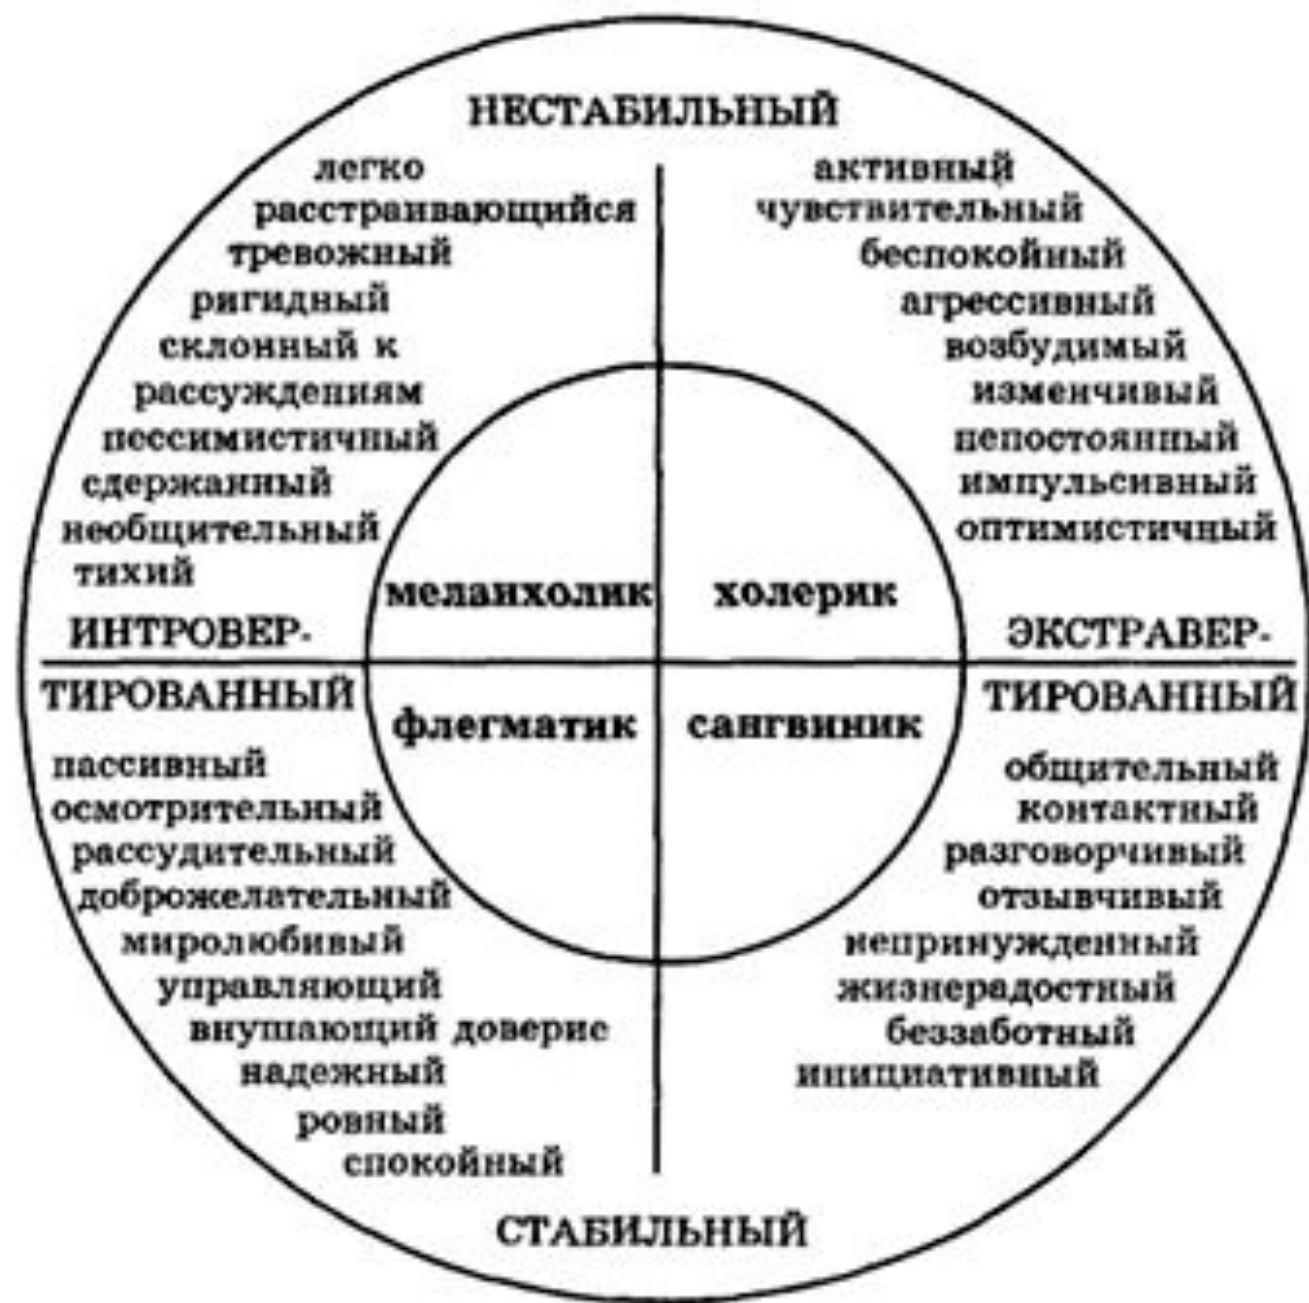 НЕСТАБИЛЬНЫЙ
легко
расстраивающийся
тревожный
ригидный
склонный к
рассуждениям
пессимистичный
сдержанный
необщительный
тихий
активный
чувствительный
беспокойный
агрессивный
возбудимый
изменчивый
непостоянный
импульсивный
оптимистичный
меланхолик
холерик
ИНТРОВЕР-
ТИРОВАННЫЙ
ЭКСТРАВЕР-
ТИРОВАННЫЙ
флегматик
сангвиник
пассивный
осмотрительный
рассудительный
доброжелательный
миролюбивый
управляющий
внушающий доверие
надежный
ровный
спокойный
общительный
контактный
разговорчивый
отзывчивый
непринужденный
жизнерадостный
беззаботный
инициативный
СТАБИЛЬНЫЙ